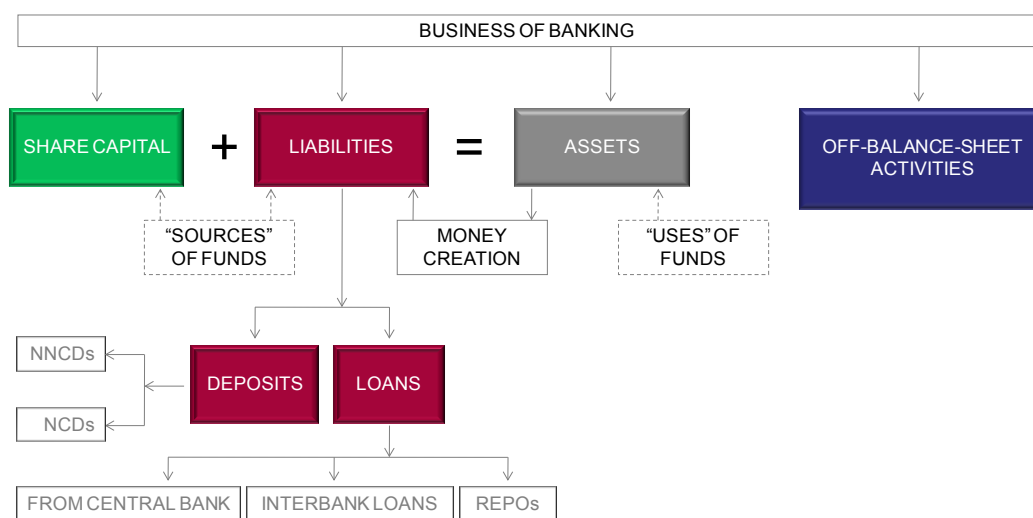 BUSINESS OF BANKING
SHARE CAPITAL
+
LIABILITIES
=
ASSETS
OFF-BALANCE-SHEET
ACTIVITIES
“SOURCES”
OF FUNDS
MONEY
CREATION
“USES” OF
FUNDS
NNCDs
NCDs
DEPOSITS
LOANS
FROM CENTRAL BANK
INTERBANK LOANS
REPOs